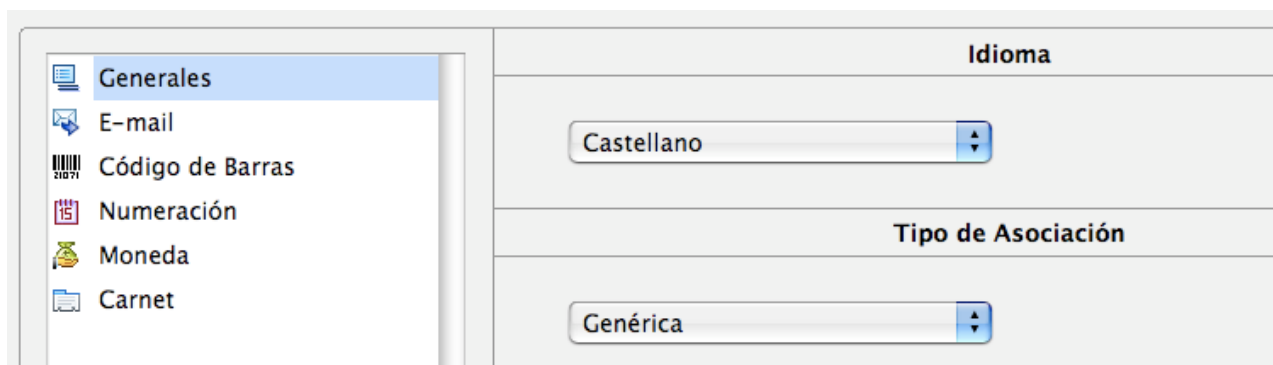 Generales
E-mail
Código de Barras
Numeración
Moneda
Carnet
Idioma
Castellano
Tipo de Asociación
Genérica